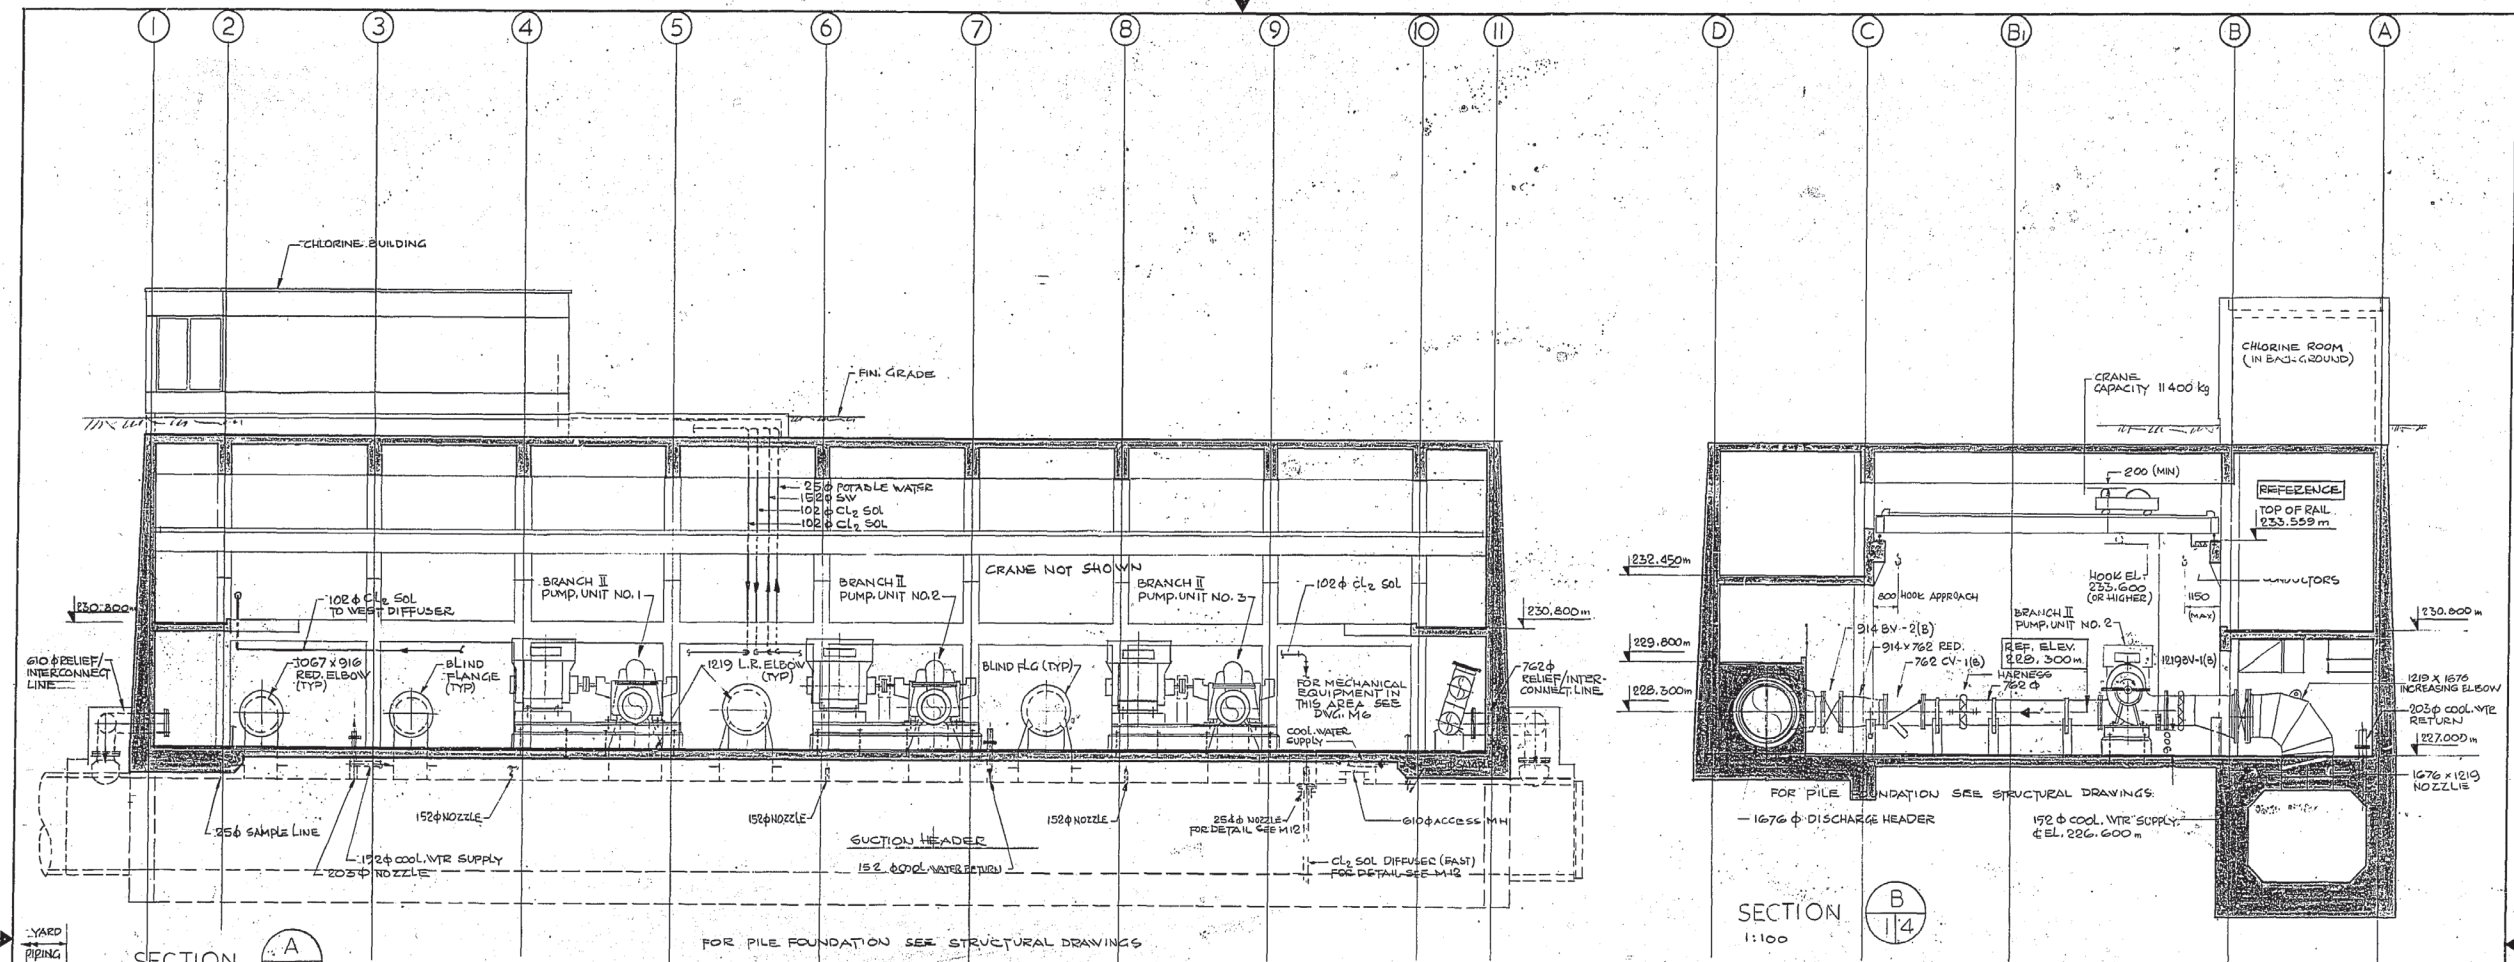 1
2
3
4
5
6
7
8
9
10
11
D
C
B1
B
A
CHLORINE BUILDING
FIN. GRADE
25φ POTABLE WATER
152φ SW
102φ CL2 SOL
102φ CL2 SOL
CRANE NOT SHOWN
BRANCH II
PUMP. UNIT NO. 1
BRANCH II
PUMP. UNIT NO. 2
BRANCH II
PUMP. UNIT NO. 3
102φ CL2 SOL
102φ CL2 SOL
TO WEST DIFFUSER
230.800m
230.800m
610φ RELIEF/
INTERCONNECT
LINE
1067 x 916
RED. ELBOW
(TYP)
BLIND
FLANGE
(TYP)
1219 L.R. ELBOW
(TYP)
BLIND FLG (TYP)
FOR MECHANICAL
EQUIPMENT IN
THIS AREA SEE
DWG. M6
COOL. WATER
SUPPLY
762φ
RELIEF/INTER-
CONNECT. LINE
25φ SAMPLE LINE
152φ COOL. WTR SUPPLY
203φ NOZZLE
152φ NOZZLE
152φ NOZZLE
SUCTION HEADER
152 φ COOL. WATER RETURN
152φ NOZZLE
254φ NOZZLE
FOR DETAIL SEE M12
610φ ACCESS MH
CL2 SOL DIFFUSER (EAST)
FOR DETAIL SEE M12
YARD
PIPING
SECTION
A
FOR PILE FOUNDATION SEE STRUCTURAL DRAWINGS
CHLORINE ROOM
(IN BACKGROUND)
CRANE
CAPACITY 11400 kg
200 (MIN)
REFERENCE
TOP OF RAIL
233.559 m
232.450m
800 HOOK APPROACH
HOOK EL.
233.600
(OR HIGHER)
1150
(MAX)
BRANCH II
PUMP. UNIT NO. 2
230.800m
229.800m
228.300m
914 BV-2(B)
914 x 762 RED.
762 CV-1(B)
REF. ELEV.
228.300m
HARNESS
762 φ
1219BV-1(B)
1219 x 1676
INCREASING ELBOW
203φ COOL. WTR
RETURN
227.000m
1676 x 1219
NOZZLE
FOR PILE FOUNDATION SEE STRUCTURAL DRAWINGS
1676 φ DISCHARGE HEADER
152 φ COOL. WTR SUPPLY
℄ EL. 226.600m
SECTION
1:100
B
1|4